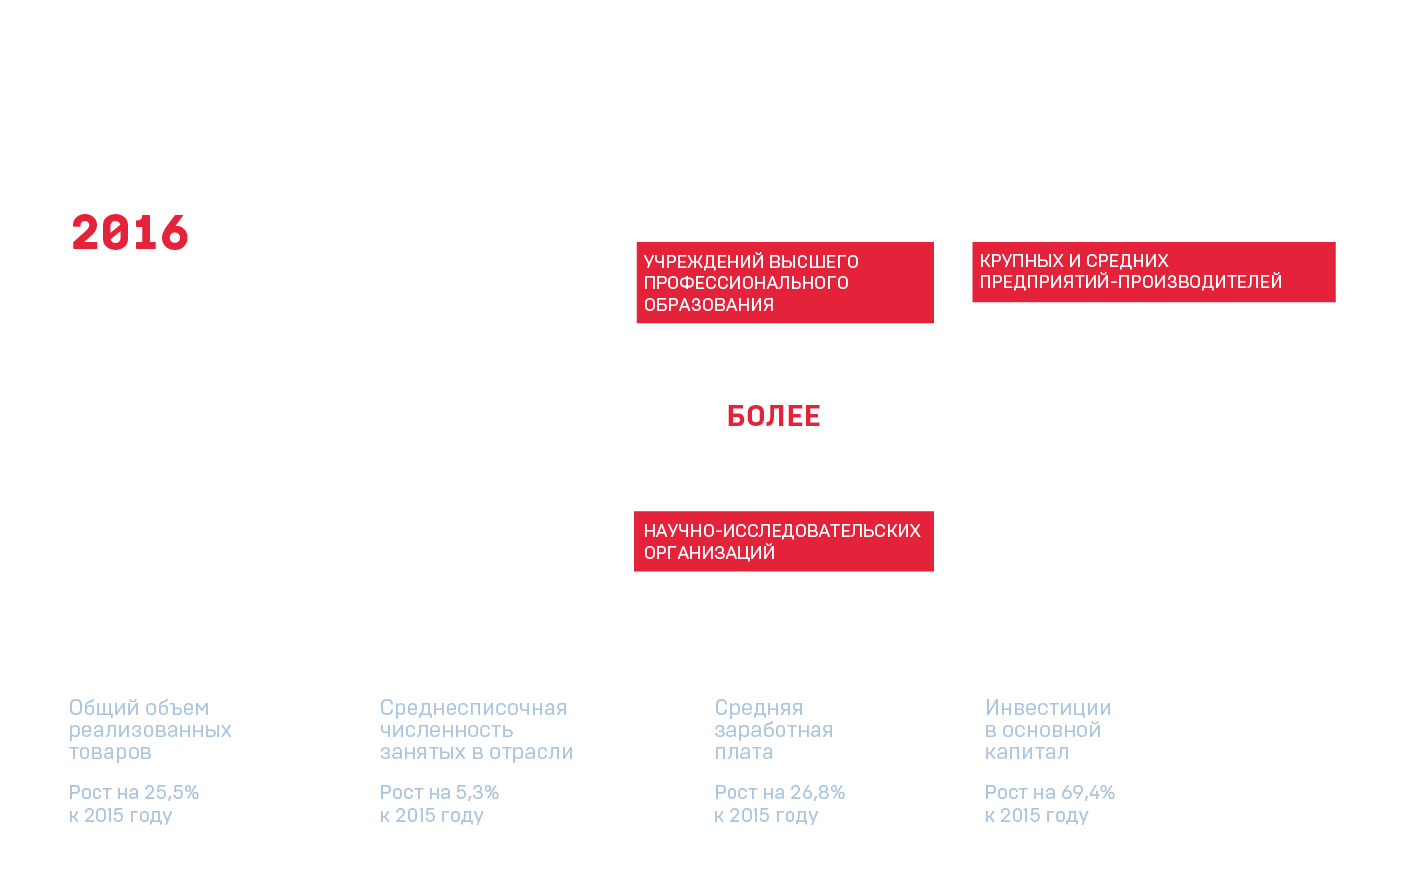 2016
УЧРЕЖДЕНИЙ ВЫСШЕГО
ПРОФЕССИОНАЛЬНОГО
ОБРАЗОВАНИЯ
КРУПНЫХ И СРЕДНИХ
ПРЕДПРИЯТИЙ-ПРОИЗВОДИТЕЛЕЙ
БОЛЕЕ
НАУЧНО-ИССЛЕДОВАТЕЛЬСКИХ
ОРГАНИЗАЦИЙ
Общий объем
реализованных
товаров
Рост на 25,5%
к 2015 году
Среднесписочная
численность
занятых в отрасли
Рост на 5,3%
к 2015 году
Средняя
заработная
плата
Рост на 26,8%
к 2015 году
Инвестиции
в основной
капитал
Рост на 69,4%
к 2015 году